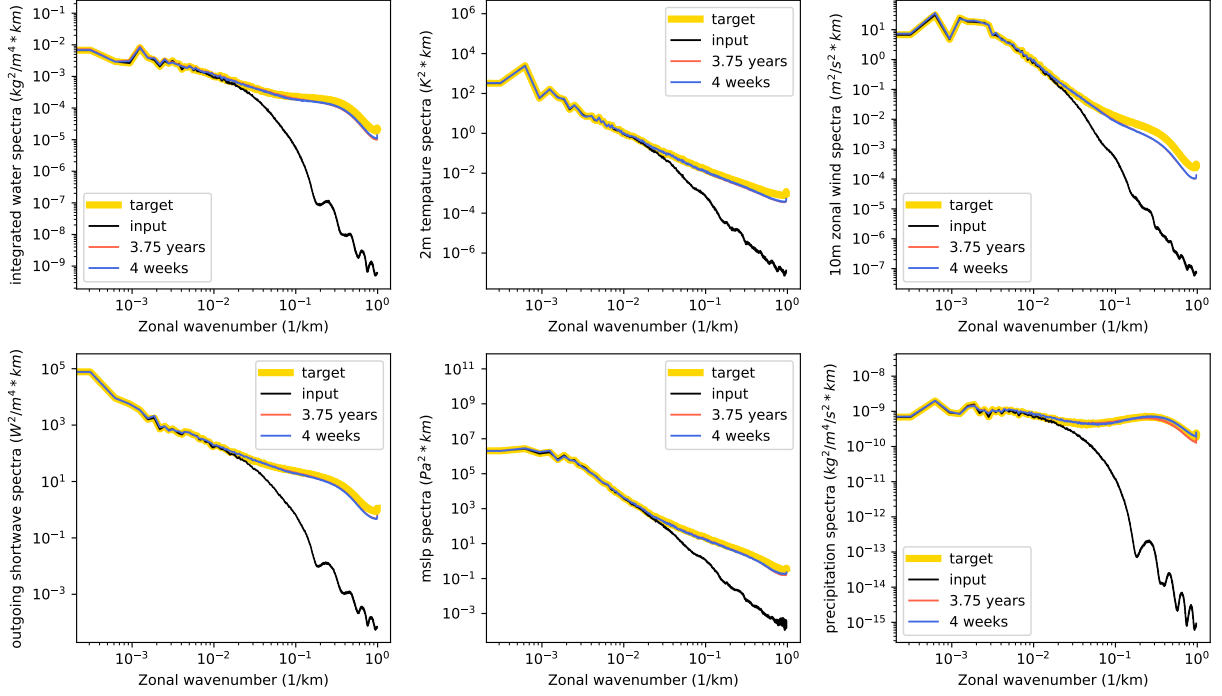 integrated water spectra (kg²/m⁴ * km)
10⁻²
10⁻³
10⁻⁴
10⁻⁵
10⁻⁶
10⁻⁷
10⁻⁸
10⁻⁹
target
input
3.75 years
4 weeks
10⁻³ 10⁻² 10⁻¹ 10⁰
Zonal wavenumber (1/km)
2m tempature spectra (K² * km)
10⁶
10⁴
10²
10⁰
10⁻²
10⁻⁴
10⁻⁶
target
input
3.75 years
4 weeks
10⁻³ 10⁻² 10⁻¹ 10⁰
Zonal wavenumber (1/km)
10m zonal wind spectra (m²/s² * km)
10¹
10⁰
10⁻¹
10⁻²
10⁻³
10⁻⁴
10⁻⁵
10⁻⁶
10⁻⁷
target
input
3.75 years
4 weeks
10⁻³ 10⁻² 10⁻¹ 10⁰
Zonal wavenumber (1/km)
outgoing shortwave spectra (W²/m⁴ * km)
10⁵
10³
10¹
10⁻¹
10⁻³
target
input
3.75 years
4 weeks
10⁻³ 10⁻² 10⁻¹ 10⁰
Zonal wavenumber (1/km)
mslp spectra (Pa² * km)
10¹¹
10⁹
10⁷
10⁵
10³
10¹
10⁻¹
10⁻³
target
input
3.75 years
4 weeks
10⁻³ 10⁻² 10⁻¹ 10⁰
Zonal wavenumber (1/km)
precipitation spectra (kg²/m⁴/s² * km)
10⁻⁸
10⁻⁹
10⁻¹⁰
10⁻¹¹
10⁻¹²
10⁻¹³
10⁻¹⁴
10⁻¹⁵
target
input
3.75 years
4 weeks
10⁻³ 10⁻² 10⁻¹ 10⁰
Zonal wavenumber (1/km)